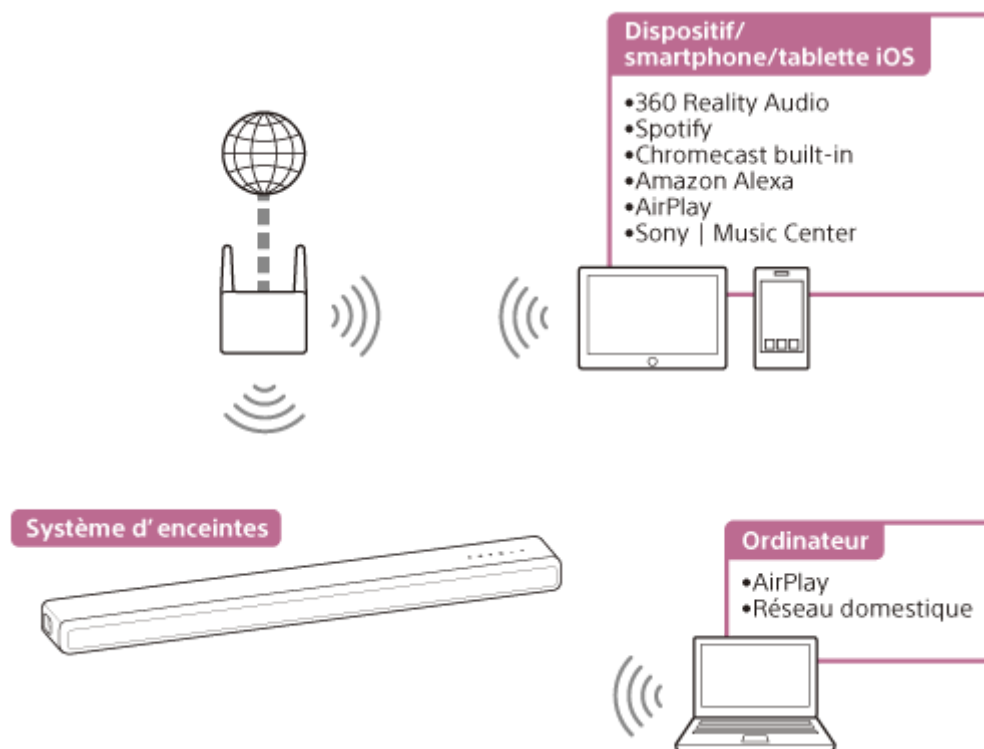 Dispositif/
smartphone/tablette iOS
•360 Reality Audio
•Spotify
•Chromecast built-in
•Amazon Alexa
•AirPlay
•Sony | Music Center
Système d' enceintes
Ordinateur
•AirPlay
•Réseau domestique